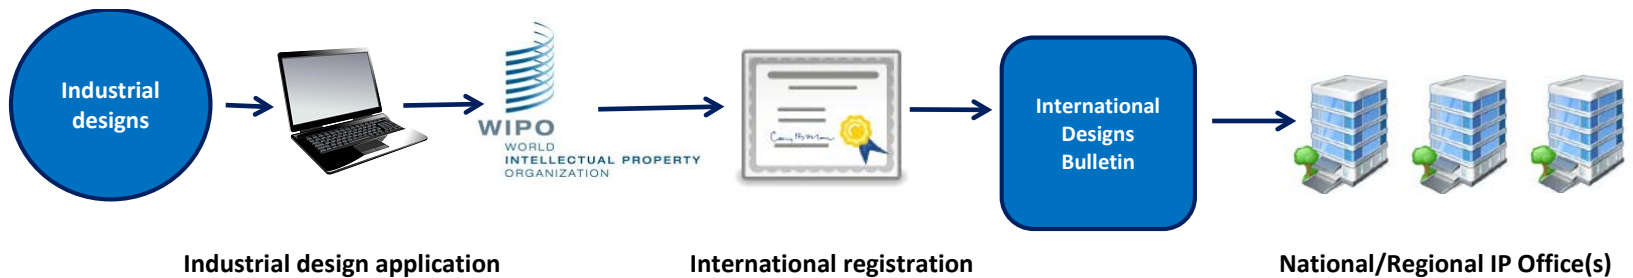 Industrial
designs
WIPO
WORLD
INTELLECTUAL PROPERTY
ORGANIZATION
International
Designs
Bulletin
Industrial design application
International registration
National/Regional IP Office(s)